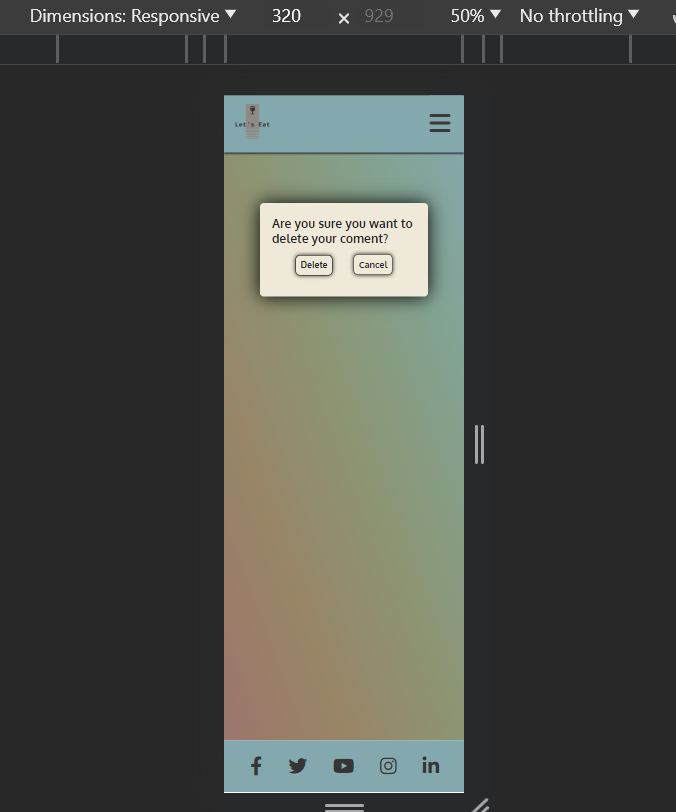 Dimensions: Responsive ▼ 320 × 929 50% ▼ No throttling ▼
Let's Eat
Are you sure you want to
delete your coment?
Delete Cancel